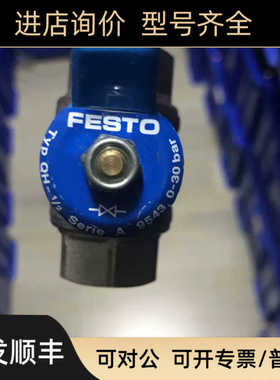 进店询价 型号齐全
FESTO
TYP QH-1/2 Serie A 9543 0-30 bar
发顺丰
可对公 可开专票/普